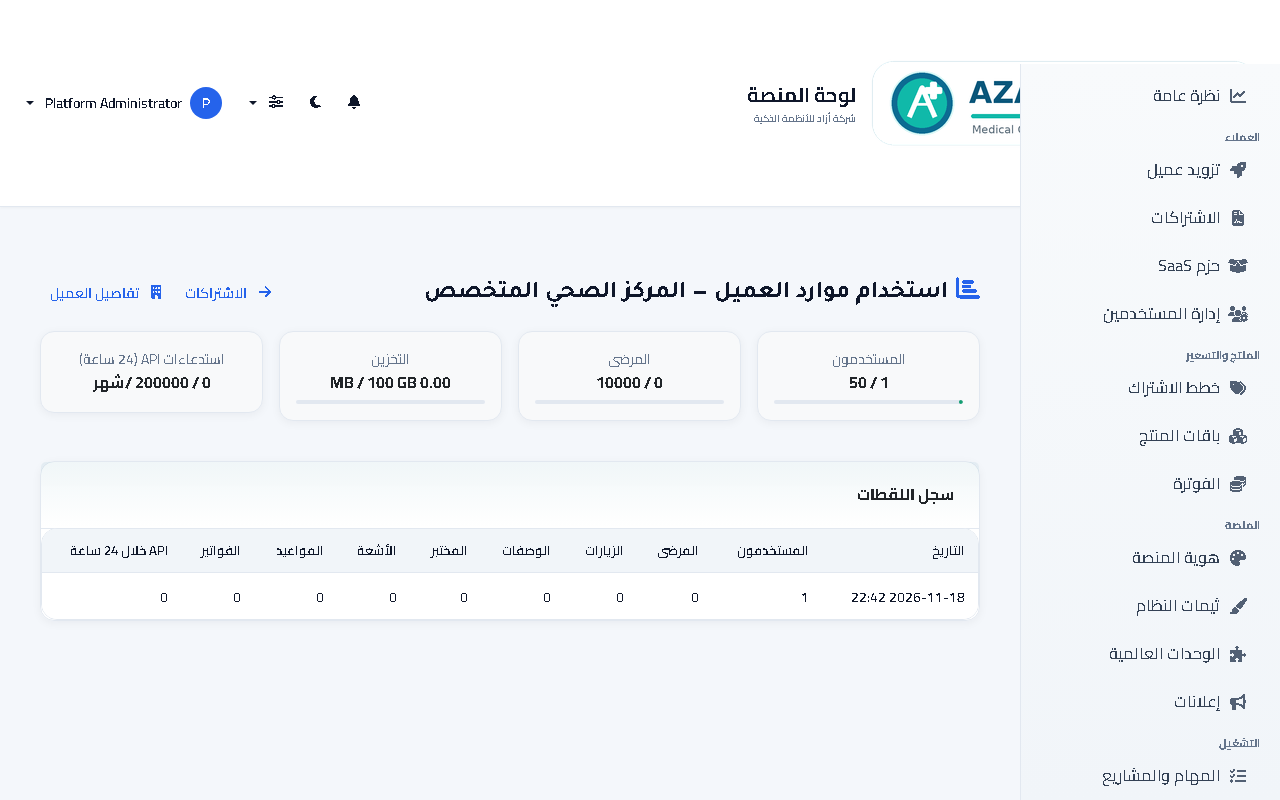 AZA
Medical
لوحة المنصة
شركة أزاد للأنظمة الذكية
P Platform Administrator
نظرة عامة
العملاء
تزويد عميل
الاشتراكات
حزم SaaS
إدارة المستخدمين
المنتج والتسعير
خطط الاشتراك
باقات المنتج
الفوترة
المنصة
هوية المنصة
ثيمات النظام
الوحدات العالمية
إعلانات
التشغيل
المهام والمشاريع
استخدام موارد العميل — المركز الصحي المتخصص
الاشتراكات
تفاصيل العميل
المستخدمون
1 / 50
المرضى
0 / 10000
التخزين
0.00 MB / 100 GB
استدعاءات API (24 ساعة)
0 / 200000 / شهر
سجل اللقطات
التاريخ المستخدمون المرضى الزيارات الوصفات المختبر الأشعة المواعيد الفواتير API خلال 24 ساعة
2026-11-18 22:42 1 0 0 0 0 0 0 0 0